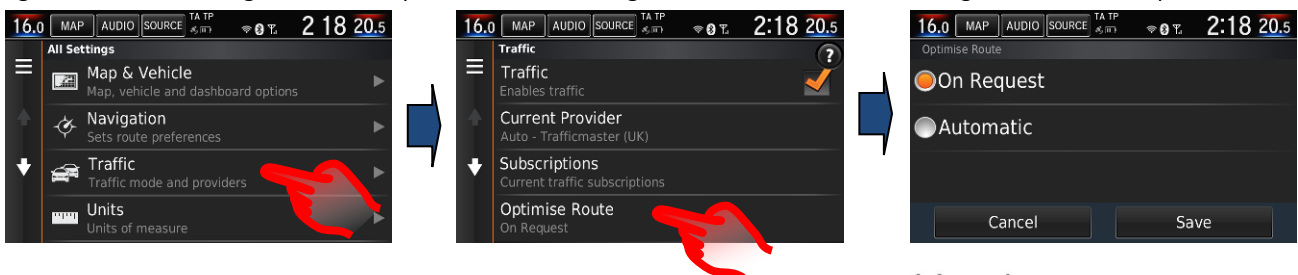 16.0 MAP AUDIO SOURCE TA TP 2 18 20.5
All Settings
Map & Vehicle
Map, vehicle and dashboard options
Navigation
Sets route preferences
Traffic
Traffic mode and providers
Units
Units of measure
16.0 MAP AUDIO SOURCE TA TP 2:18 20.5
Traffic
?
Traffic
Enables traffic
Current Provider
Auto - Trafficmaster (UK)
Subscriptions
Current traffic subscriptions
Optimise Route
On Request
16.0 MAP AUDIO SOURCE TA TP 2:18 20.5
Optimise Route
On Request
Automatic
Cancel Save